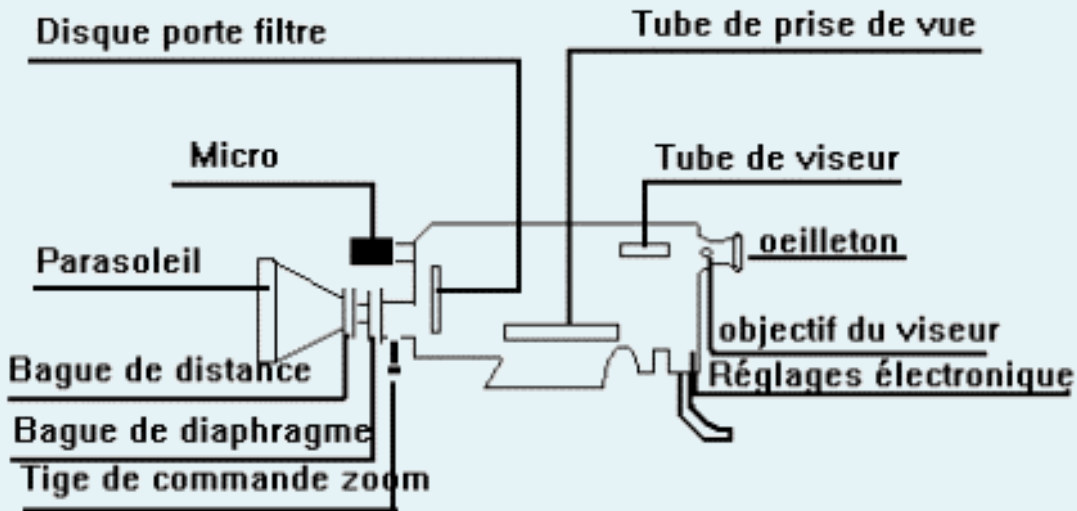 Disque porte filtre
Tube de prise de vue
Micro
Tube de viseur
oeilleton
Parasoleil
objectif du viseur
Bague de distance
Réglages électronique
Bague de diaphragme
Tige de commande zoom